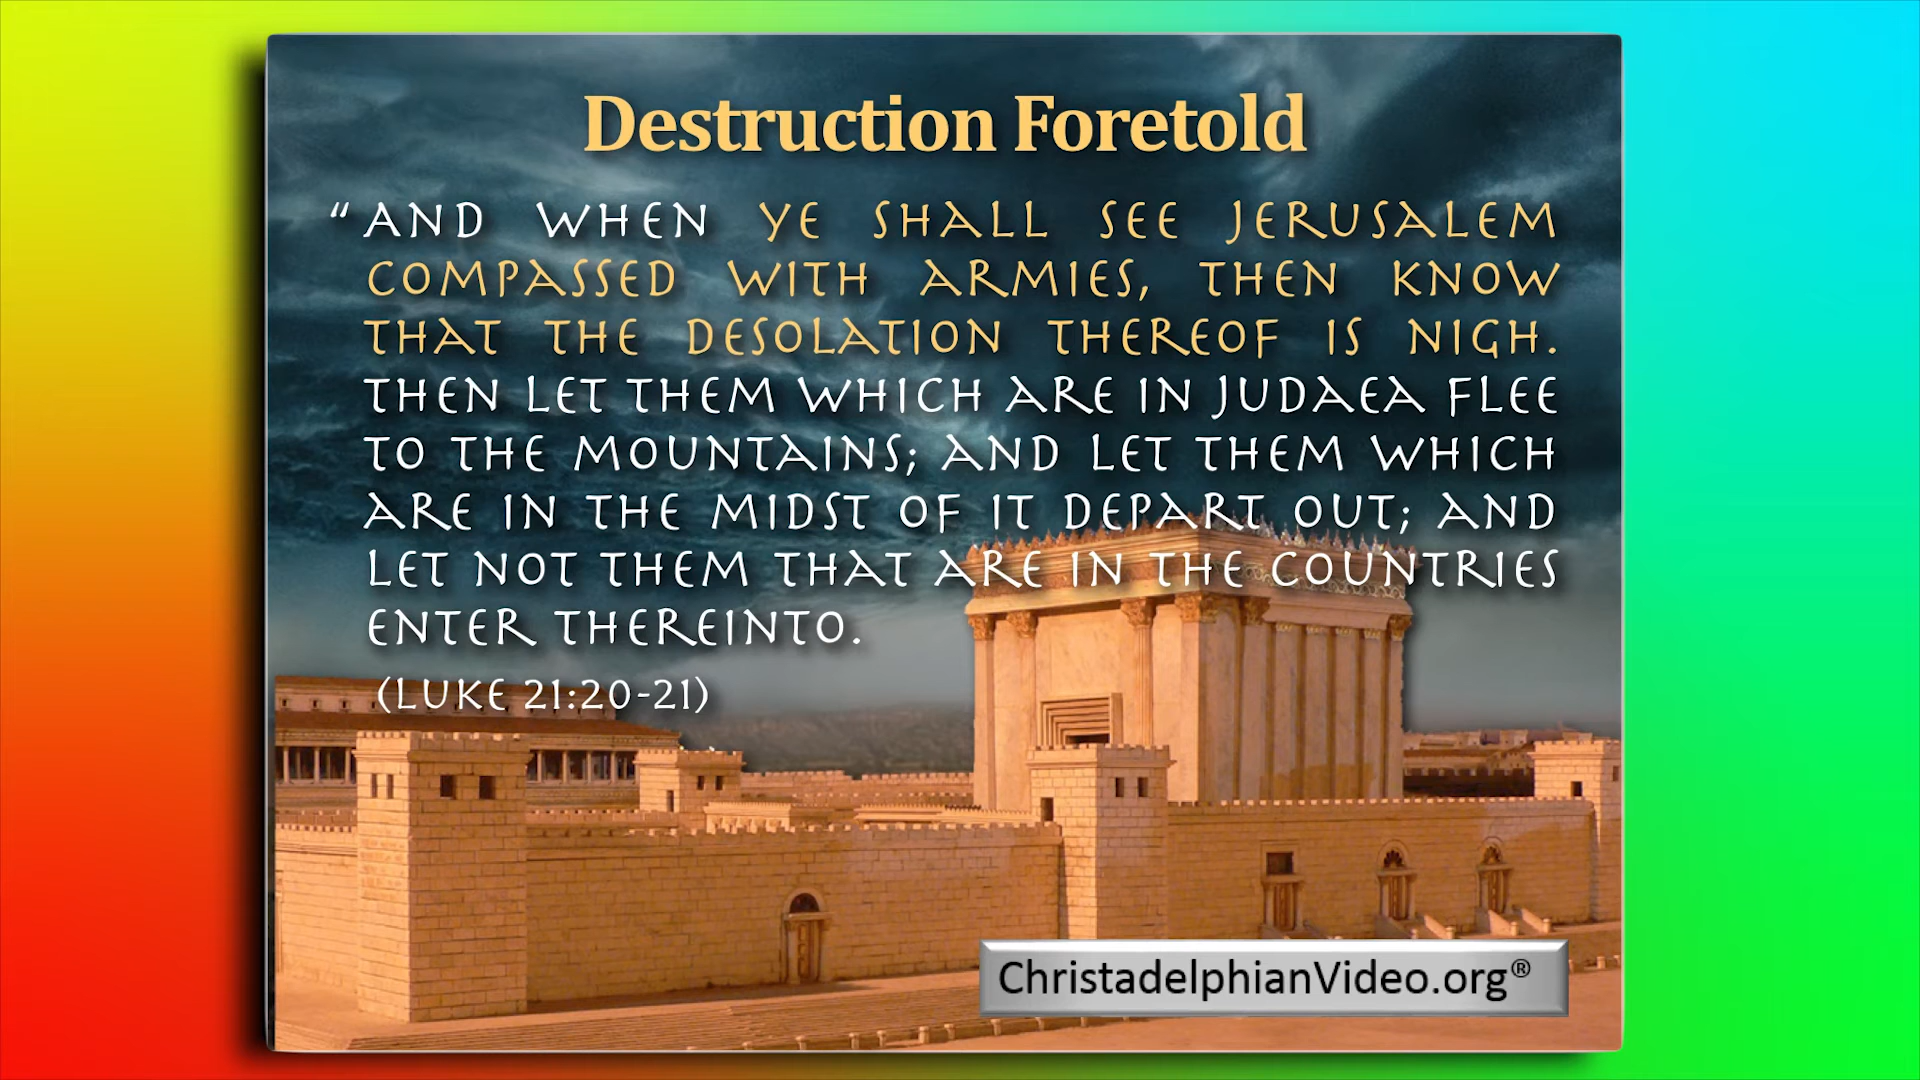 Destruction Foretold
“AND WHEN YE SHALL SEE JERUSALEM
COMPASSED WITH ARMIES, THEN KNOW
THAT THE DESOLATION THEREOF IS NIGH.
THEN LET THEM WHICH ARE IN JUDAEA FLEE
TO THE MOUNTAINS; AND LET THEM WHICH
ARE IN THE MIDST OF IT DEPART OUT; AND
LET NOT THEM THAT ARE IN THE COUNTRIES
ENTER THEREINTO.
(LUKE 21:20-21)
ChristadelphianVideo.org®